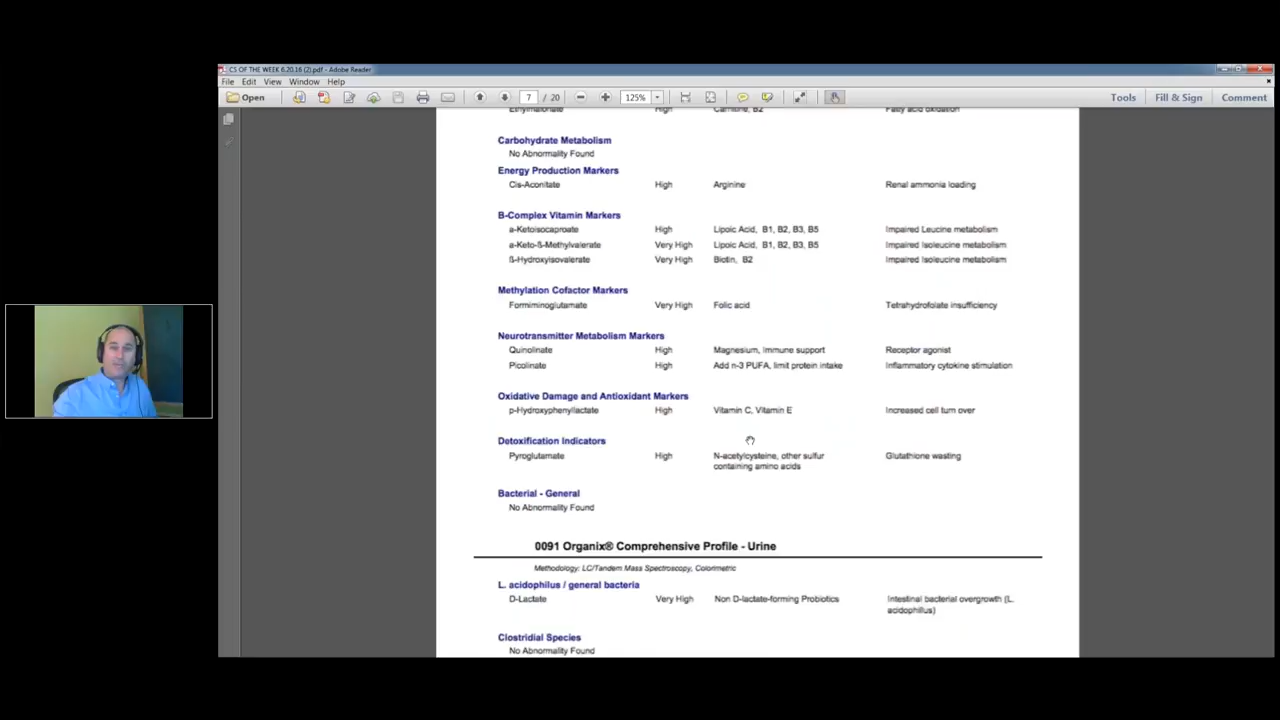 CS OF THE WEEK 6.20.16 (2).pdf - Adobe Reader
File Edit View Window Help
Open 7 / 20 125% Tools Fill & Sign Comment
Ethylmalonate High Carnitine, B2 Fatty acid oxidation
Carbohydrate Metabolism
No Abnormality Found
Energy Production Markers
Cis-Aconitate High Arginine Renal ammonia loading
B-Complex Vitamin Markers
a-Ketoisocaproate High Lipoic Acid, B1, B2, B3, B5 Impaired Leucine metabolism
a-Keto-ß-Methylvalerate Very High Lipoic Acid, B1, B2, B3, B5 Impaired Isoleucine metabolism
ß-Hydroxyisovalerate Very High Biotin, B2 Impaired Isoleucine metabolism
Methylation Cofactor Markers
Formiminoglutamate Very High Folic acid Tetrahydrofolate insufficiency
Neurotransmitter Metabolism Markers
Quinolinate High Magnesium, Immune support Receptor agonist
Picolinate High Add n-3 PUFA, limit protein intake Inflammatory cytokine stimulation
Oxidative Damage and Antioxidant Markers
p-Hydroxyphenyllactate High Vitamin C, Vitamin E Increased cell turn over
Detoxification Indicators
Pyroglutamate High N-acetylcysteine, other sulfur Glutathione wasting
containing amino acids
Bacterial - General
No Abnormality Found
0091 Organix® Comprehensive Profile - Urine
Methodology: LC/Tandem Mass Spectroscopy, Colorimetric
L. acidophilus / general bacteria
D-Lactate Very High Non D-lactate-forming Probiotics Intestinal bacterial overgrowth (L.
acidophilus)
Clostridial Species
No Abnormality Found